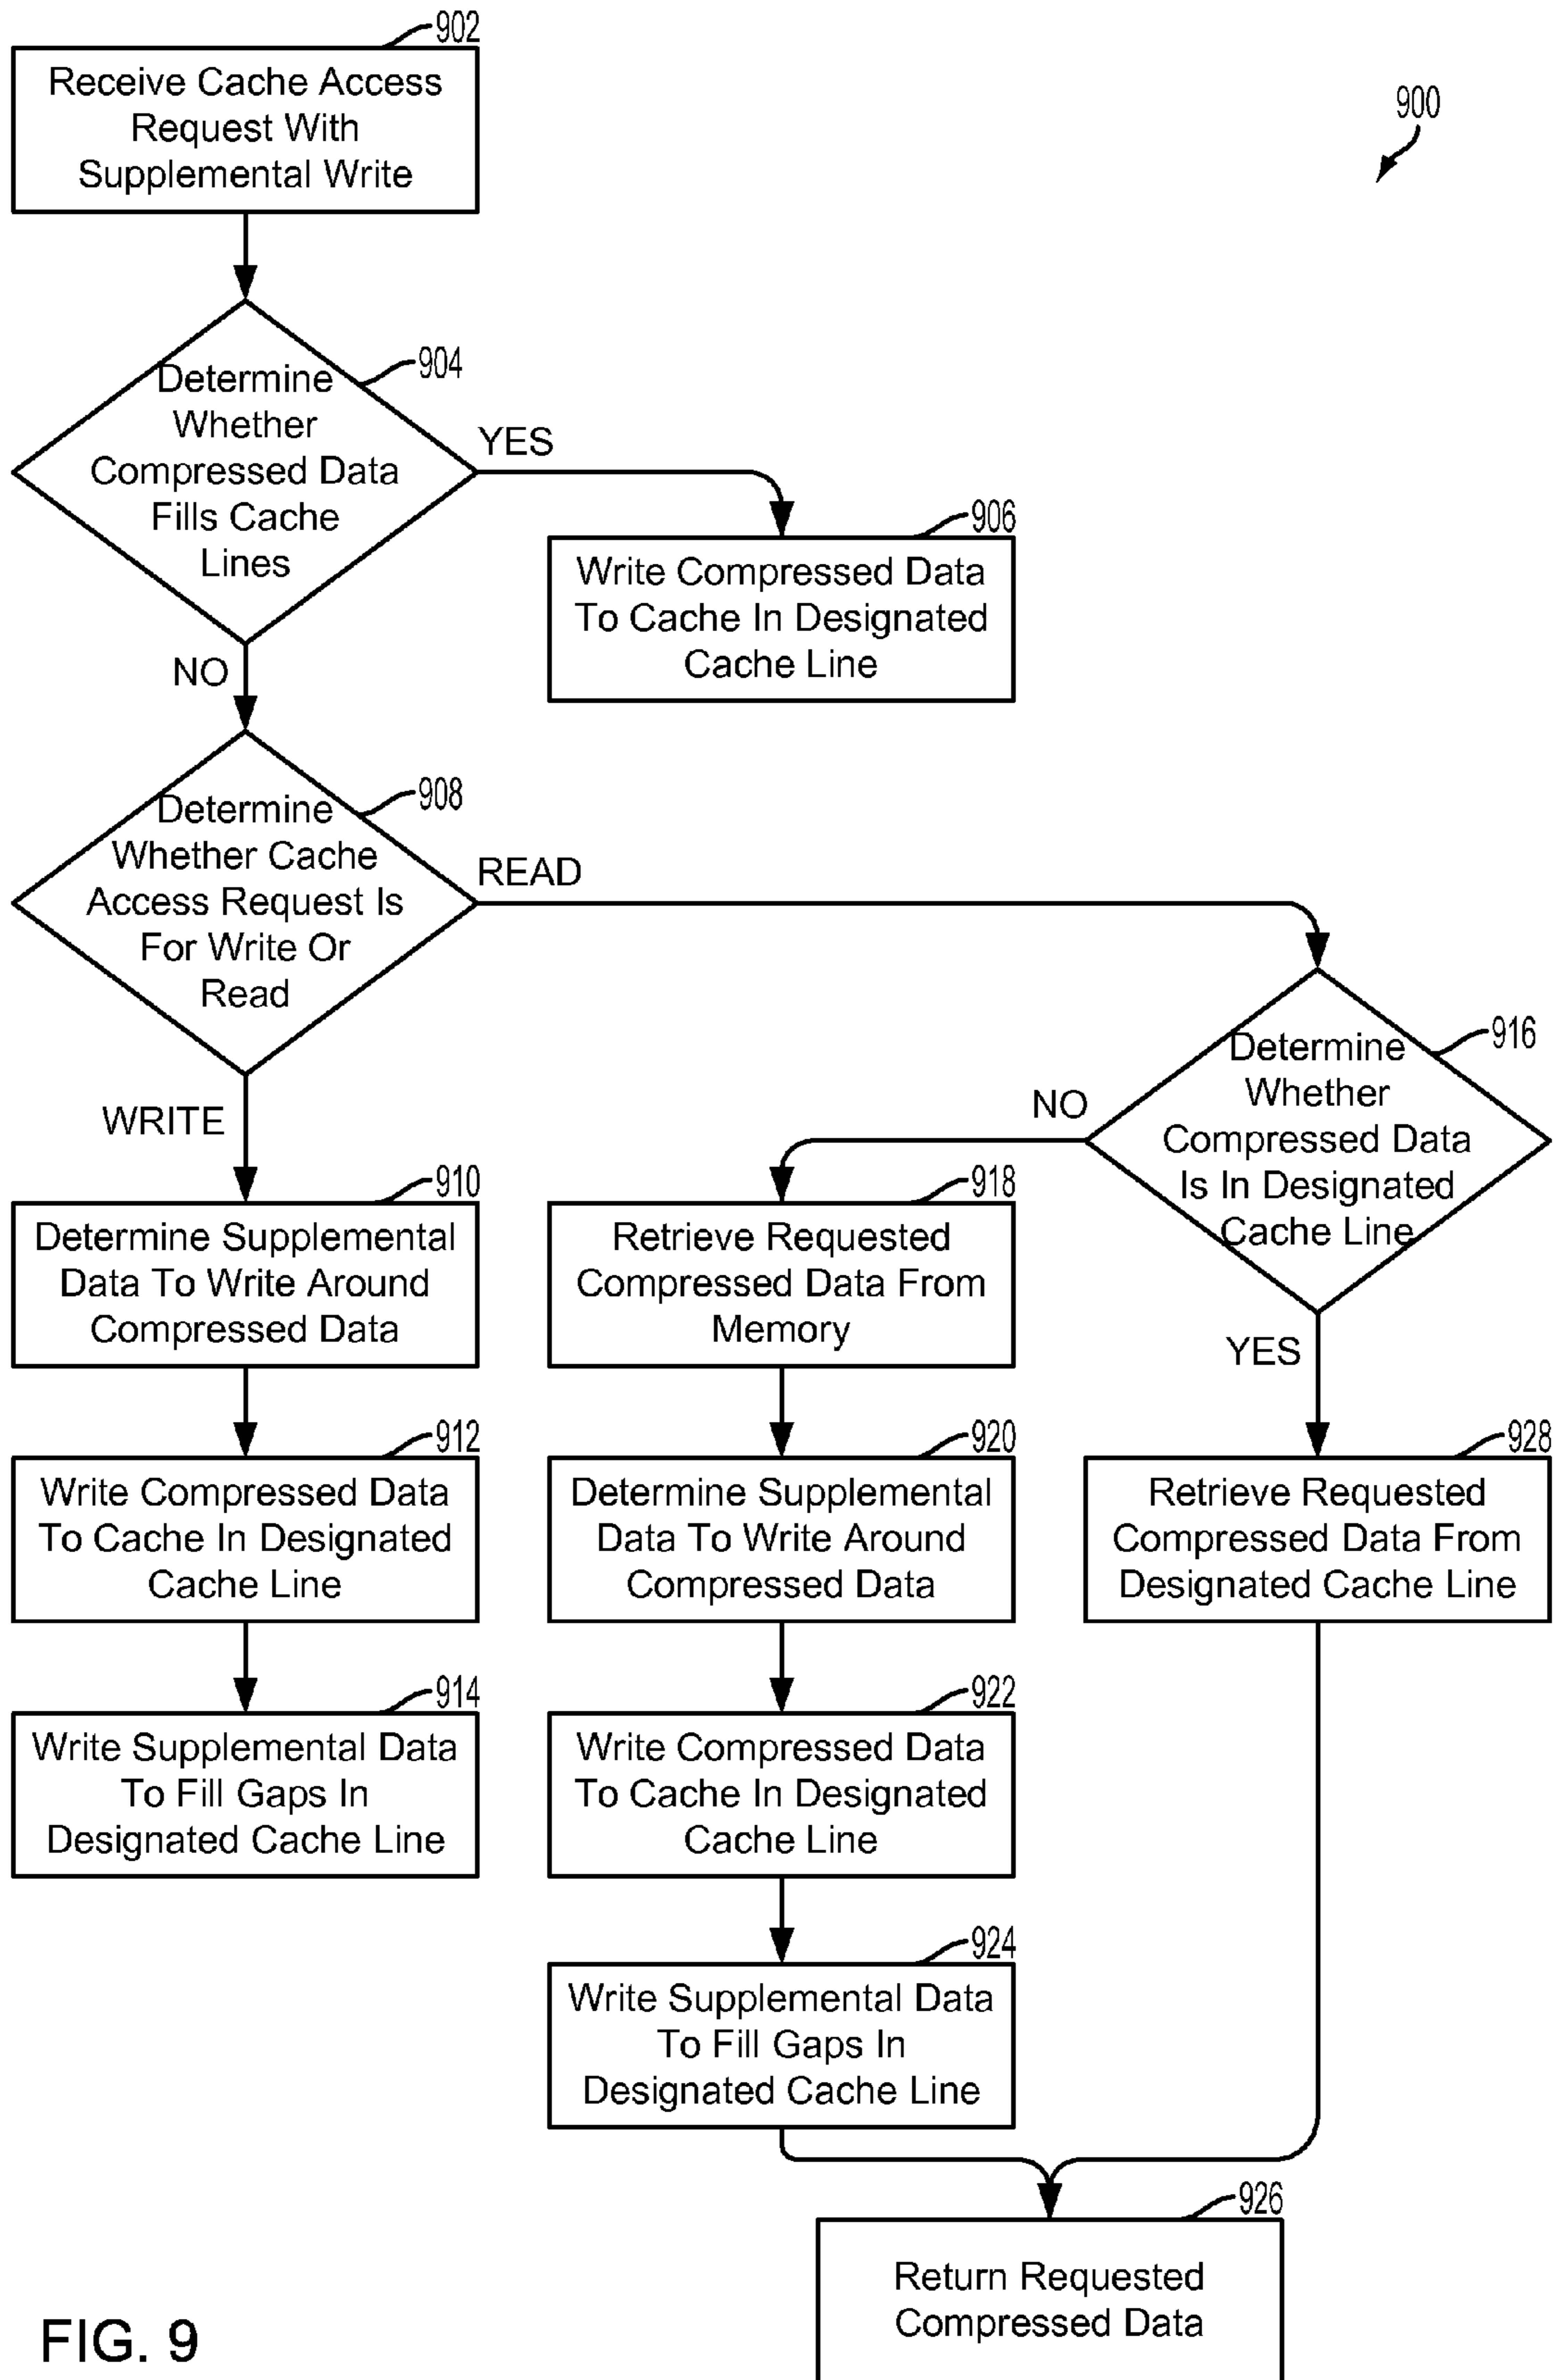 902
Receive Cache Access
Request With
Supplemental Write
900
904
Determine
Whether
Compressed Data
Fills Cache
Lines
YES
906
Write Compressed Data
To Cache In Designated
Cache Line
NO
908
Determine
Whether Cache
Access Request Is
For Write Or
Read
READ
916
Determine
Whether
Compressed Data
Is In Designated
Cache Line
NO
WRITE
910
Determine Supplemental
Data To Write Around
Compressed Data
918
Retrieve Requested
Compressed Data From
Memory
YES
912
Write Compressed Data
To Cache In Designated
Cache Line
920
Determine Supplemental
Data To Write Around
Compressed Data
928
Retrieve Requested
Compressed Data From
Designated Cache Line
914
Write Supplemental Data
To Fill Gaps In
Designated Cache Line
922
Write Compressed Data
To Cache In Designated
Cache Line
924
Write Supplemental Data
To Fill Gaps In
Designated Cache Line
926
Return Requested
Compressed Data
FIG. 9